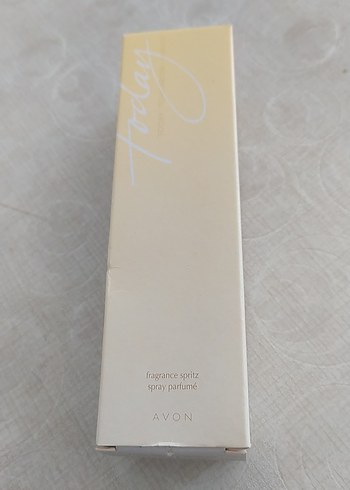 today
fragrance spritz
spray parfumé
AVON